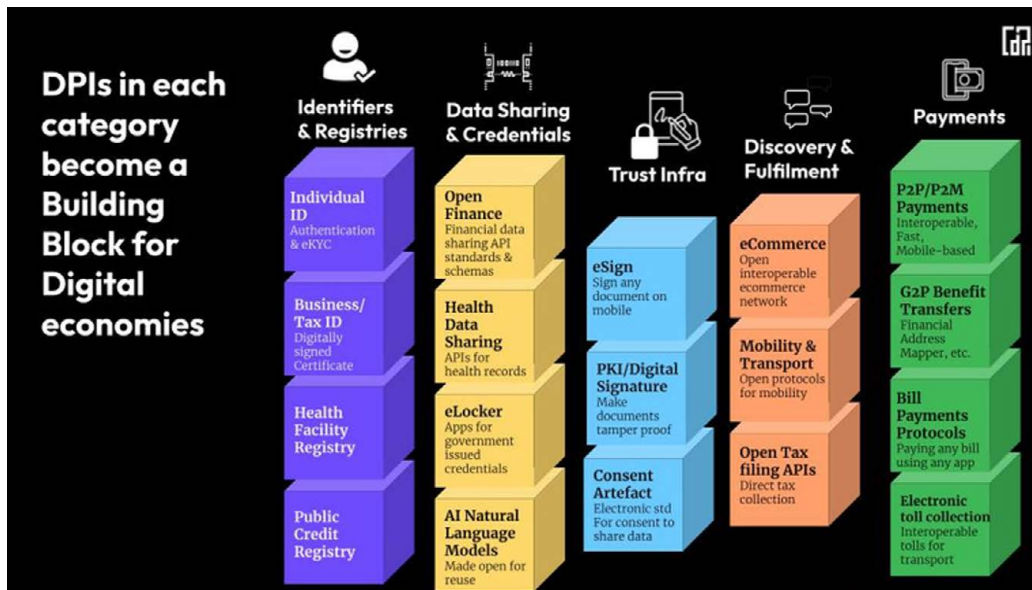 DPIs in each
category
become a
Building
Block for
Digital
economies
Identifiers
& Registries
Individual
ID
Authentication
& eKYC
Business/
Tax ID
Digitally
signed
Certificate
Health
Facility
Registry
Public
Credit
Registry
Data Sharing
& Credentials
Open
Finance
Financial data
sharing API
standards &
schemas
Health
Data
Sharing
APIs for
health records
eLocker
Apps for
government
issued
credentials
AI Natural
Language
Models
Made open for
reuse
Trust Infra
eSign
Sign any
document on
mobile
PKI/Digital
Signature
Make
documents
tamper proof
Consent
Artefact
Electronic std
For consent to
share data
Discovery &
Fulfilment
eCommerce
Open
interoperable
ecommerce
network
Mobility &
Transport
Open protocols
for mobility
Open Tax
filing APIs
Direct tax
collection
Payments
P2P/P2M
Payments
Interoperable,
Fast,
Mobile-based
G2P Benefit
Transfers
Financial
Address
Mapper, etc.
Bill
Payments
Protocols
Paying any bill
using any app
Electronic
toll collection
Interoperable
tolls for
transport